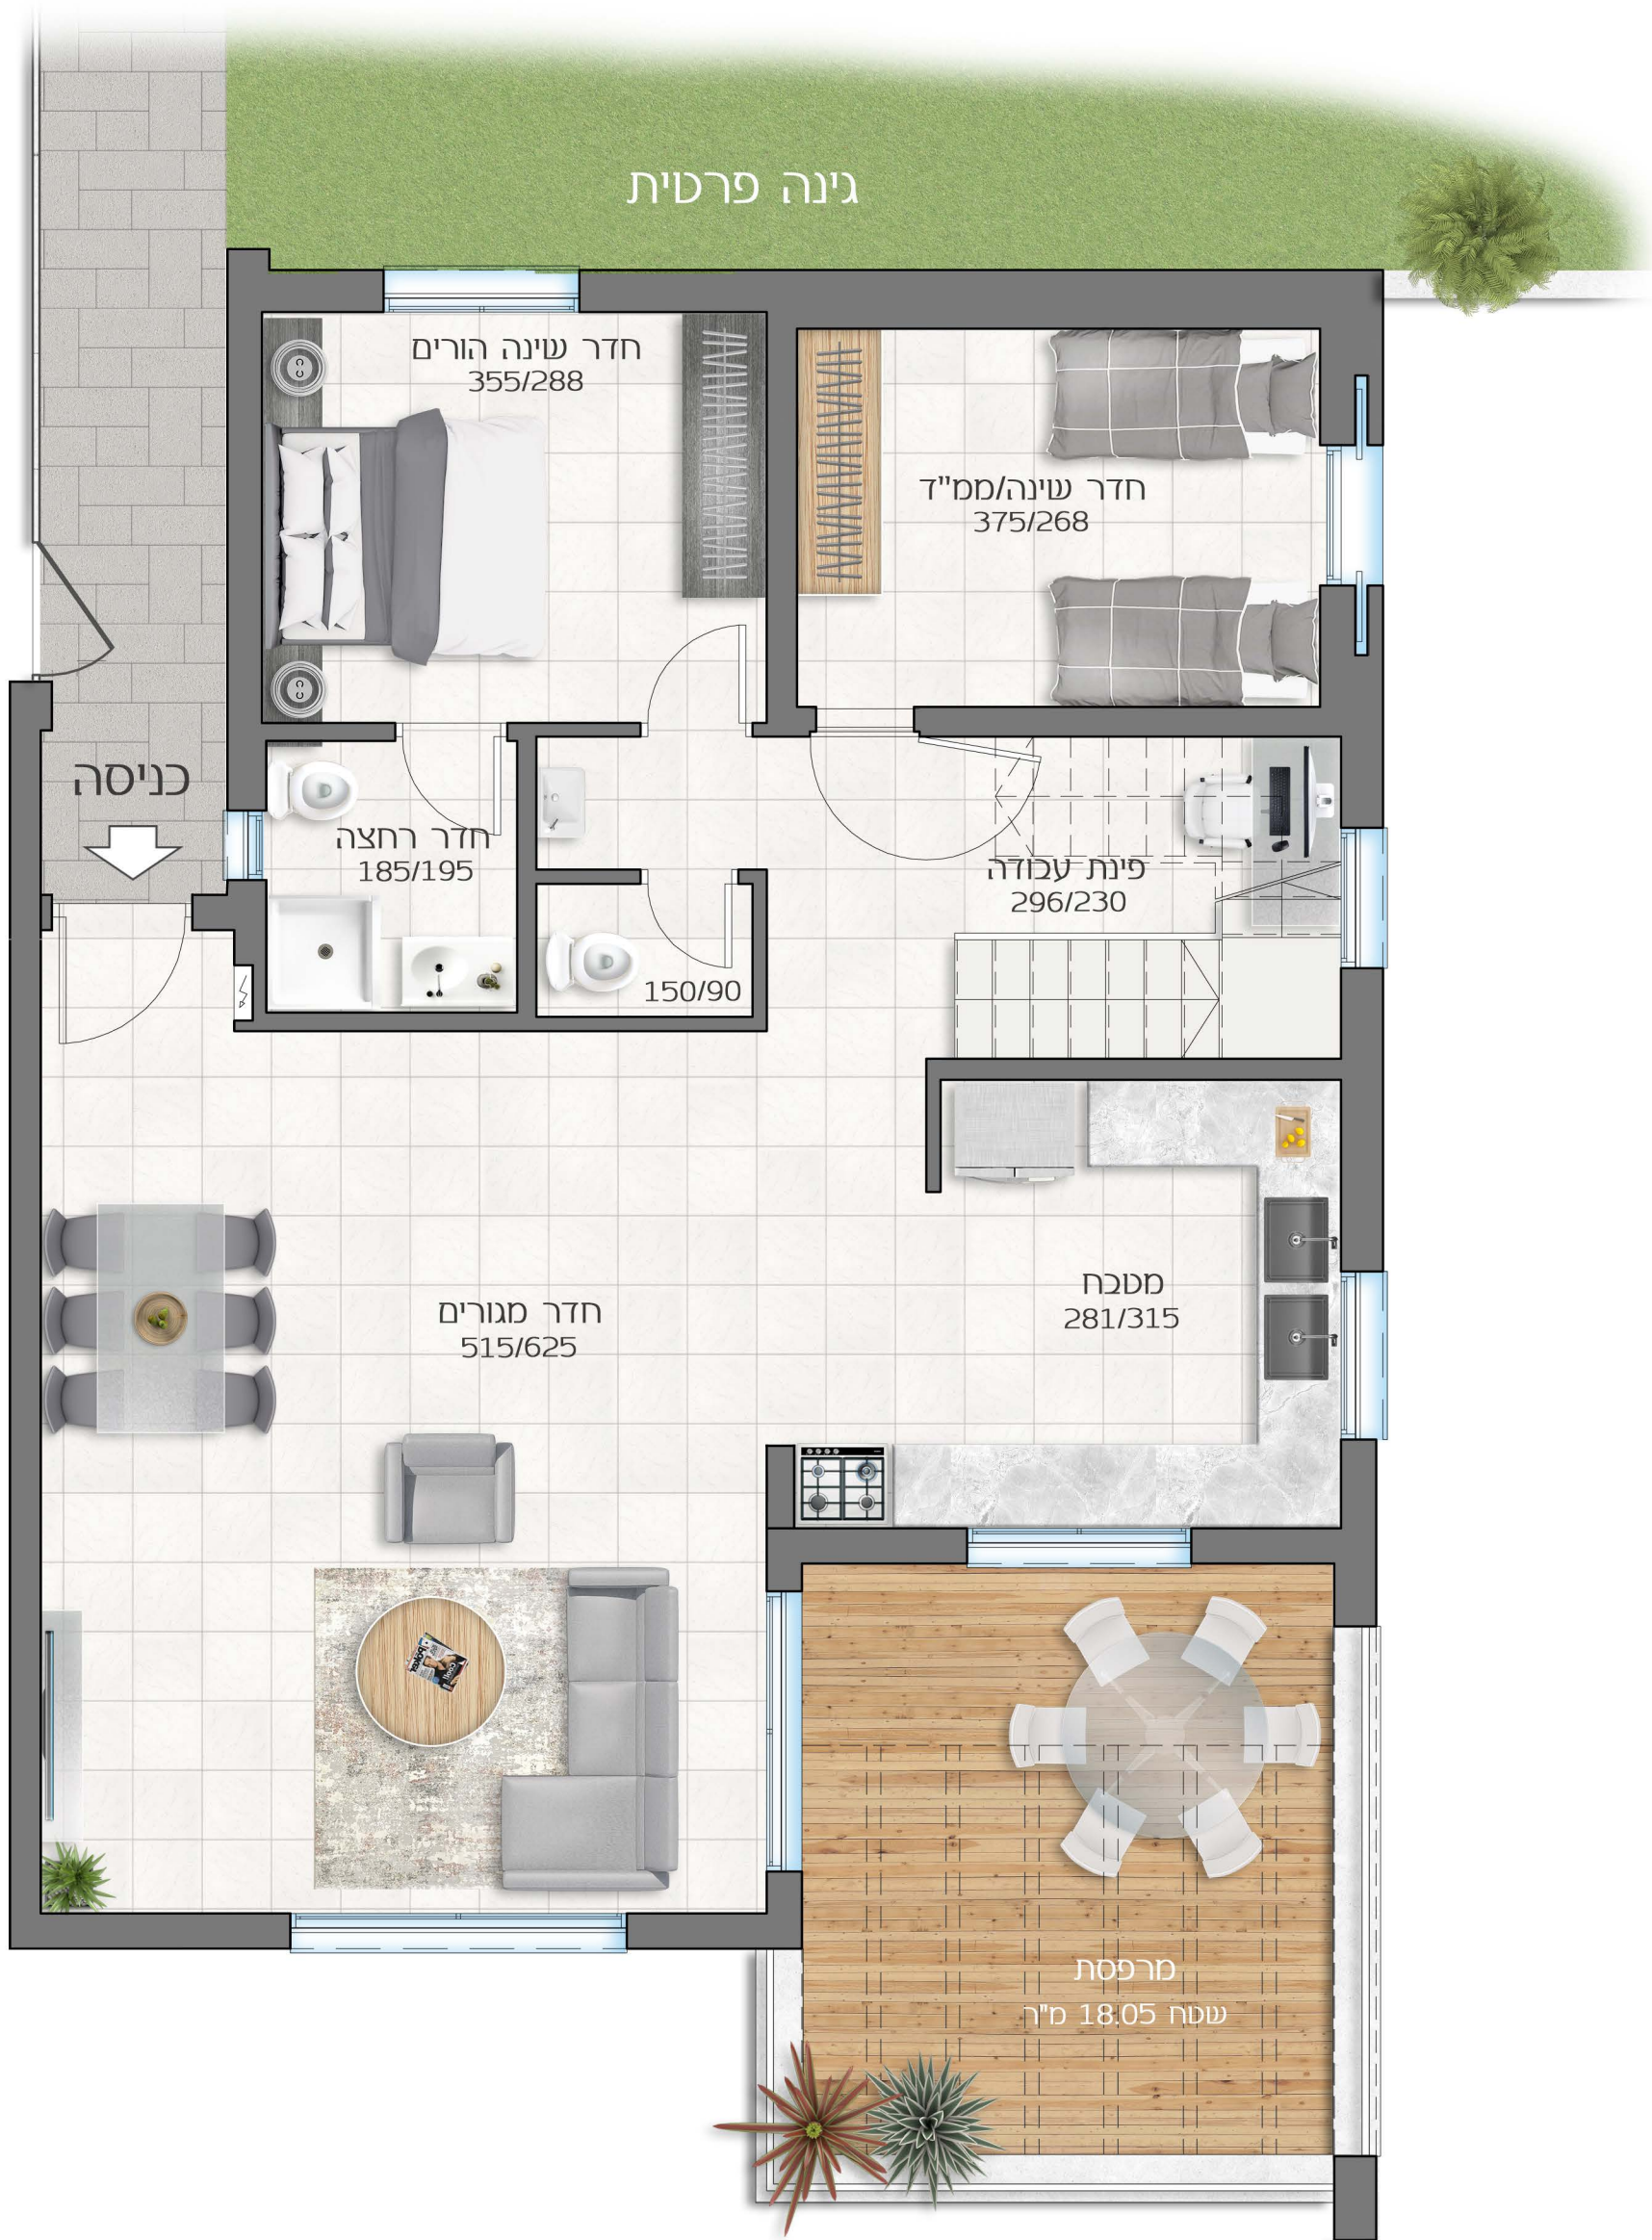 גינה פרטית
חדר שינה הורים
355/288
חדר שינה/ממ"ד
375/268
כניסה
חדר רחצה
185/195
פינת עבודה
296/230
150/90
מטבח
281/315
חדר מגורים
515/625
מרפסת
שטח 18.05 מ"ר